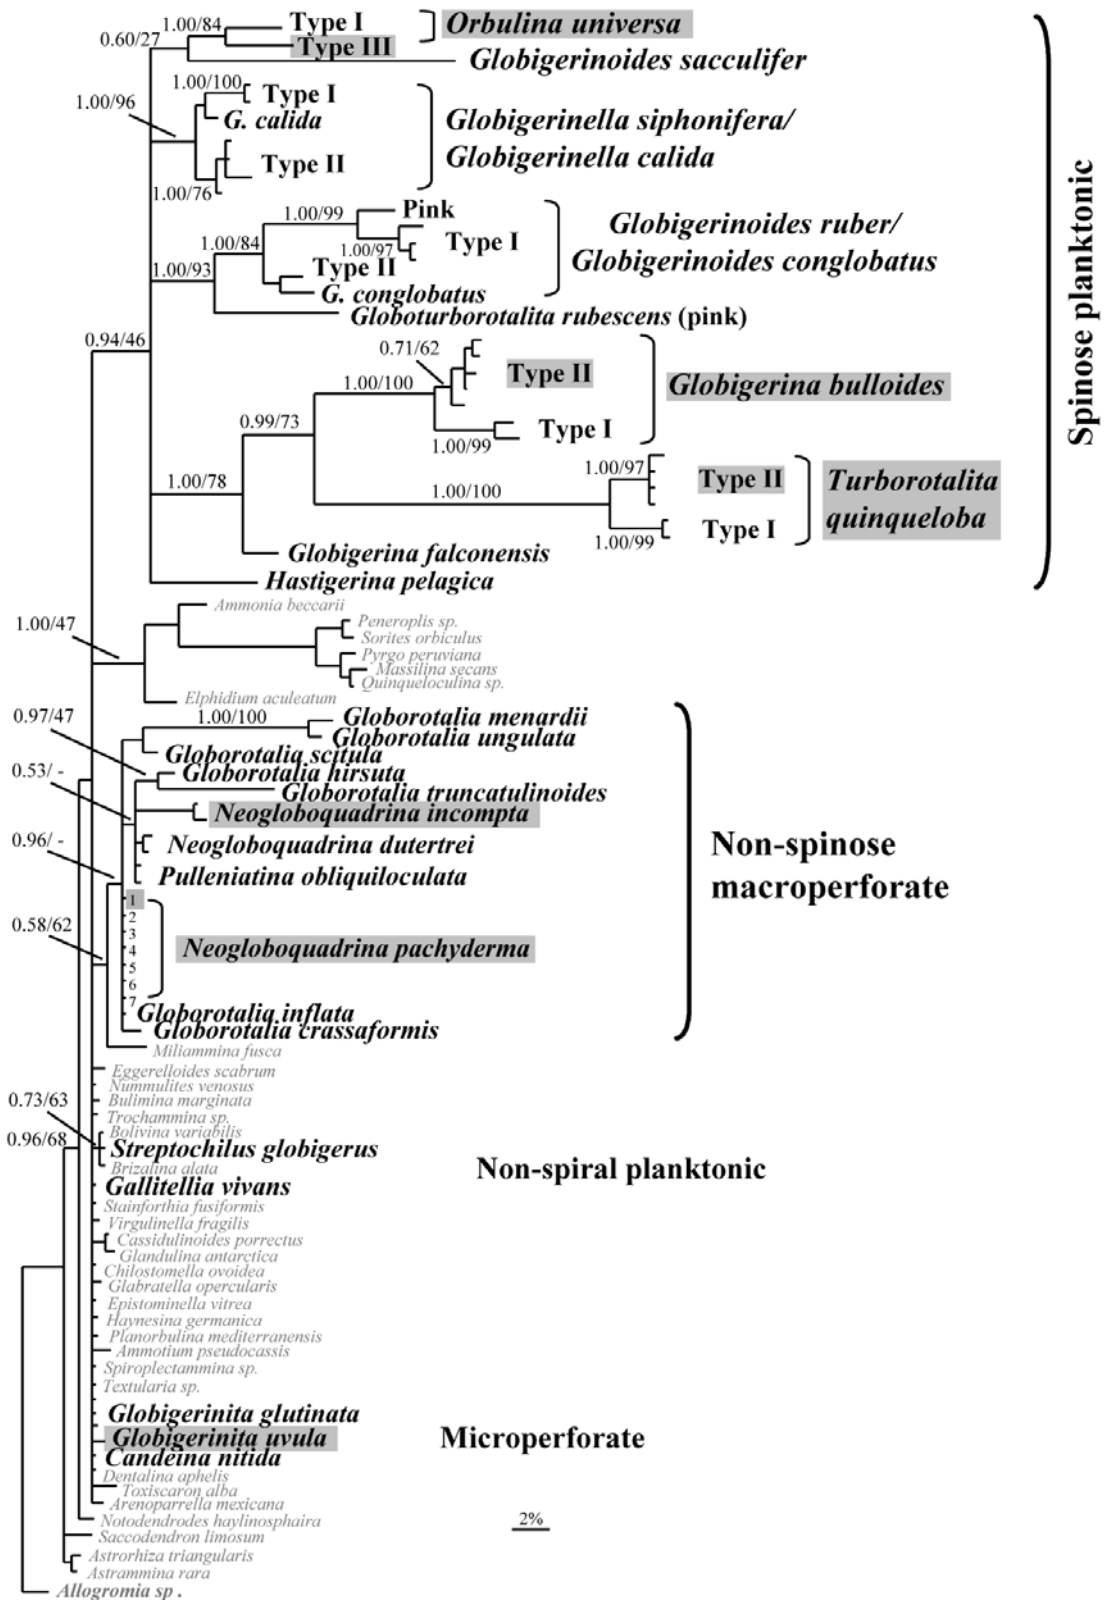 1.00/84
Type I
Orbulina universa
0.60/27
Type III
Globigerinoides sacculifer
1.00/100
Type I
1.00/96
G. calida
Globigerinella siphonifera/
Globigerinella calida
Type II
1.00/76
Spinose planktonic
1.00/99
Pink
Globigerinoides ruber/
Globigerinoides conglobatus
1.00/84
1.00/97
Type I
1.00/93
Type II
G. conglobatus
Globoturborotalita rubescens (pink)
0.94/46
0.71/62
1.00/100
Type II
Globigerina bulloides
0.99/73
Type I
1.00/99
1.00/97
1.00/78
1.00/100
Type II
Turborotalita
quinqueloba
Type I
1.00/99
Globigerina falconensis
Hastigerina pelagica
Ammonia beccarii
1.00/47
Peneroplis sp.
Sorites orbiculus
Pyrgo peruviana
Massilina secans
Quinqueloculina sp.
Elphidium aculeatum
0.97/47
1.00/100
Globorotalia menardii
Globorotalia ungulata
Globorotalia scitula
0.53/ -
Globorotalia hirsuta
Globorotalia truncatulinoides
Neogloboquadrina incompta
0.96/ -
Neogloboquadrina dutertrei
Non-spinose
macroperforate
Pulleniatina obliquiloculata
0.58/62
1
2
3
4
5
6
7
Neogloboquadrina pachyderma
Globorotalia inflata
Globorotalia crassaformis
Miliammina fusca
Eggerelloides scabrum
Nummulites venosus
0.73/63
Bulimina marginata
Trochammina sp.
0.96/68
Bolivina variabilis
Streptochilus globigerus
Non-spiral planktonic
Brizalina alata
Gallitellia vivans
Stainforthia fusiformis
Virgulinella fragilis
Cassidulinoides porrectus
Glandulina antarctica
Chilostomella ovoidea
Glabratella opercularis
Epistominella vitrea
Haynesina germanica
Planorbulina mediterranensis
Ammotium pseudocassis
Spiroplectammina sp.
Textularia sp.
Globigerinita glutinata
Globigerinita uvula
Microperforate
Candeina nitida
Dentalina aphelis
Toxiscaron alba
Arenoparrella mexicana
Notodendrodes haylinosphaira
2%
Saccodendron limosum
Astrorhiza triangularis
Astrammina rara
Allogromia sp .